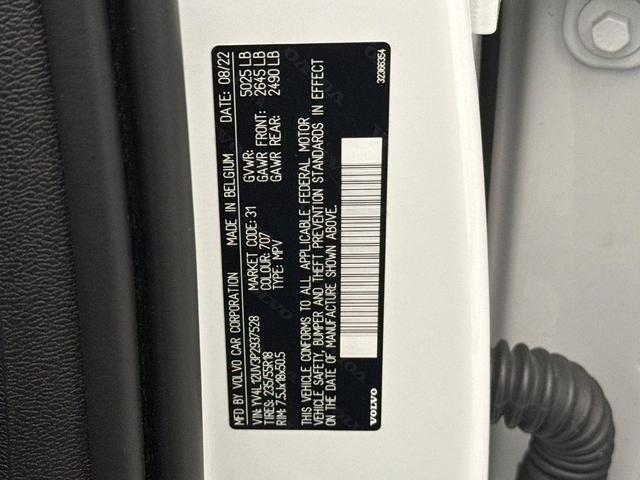 MFD BY VOLVO CAR CORPORATION MADE IN BELGIUM DATE: 08/22
VIN: YV4L12UV3P2937528
TIRES: 235/55R18
RIM: 7.5Jx18x50.5
MARKET CODE: 31
COLOUR: 707
TYPE: MPV
GVWR: 5025 LB
GAWR FRONT: 2645 LB
GAWR REAR: 2490 LB
THIS VEHICLE CONFORMS TO ALL APPLICABLE FEDERAL MOTOR
VEHICLE SAFETY, BUMPER AND THEFT PREVENTION STANDARDS IN EFFECT
ON THE DATE OF MANUFACTURE SHOWN ABOVE.
VOLVO
32366354